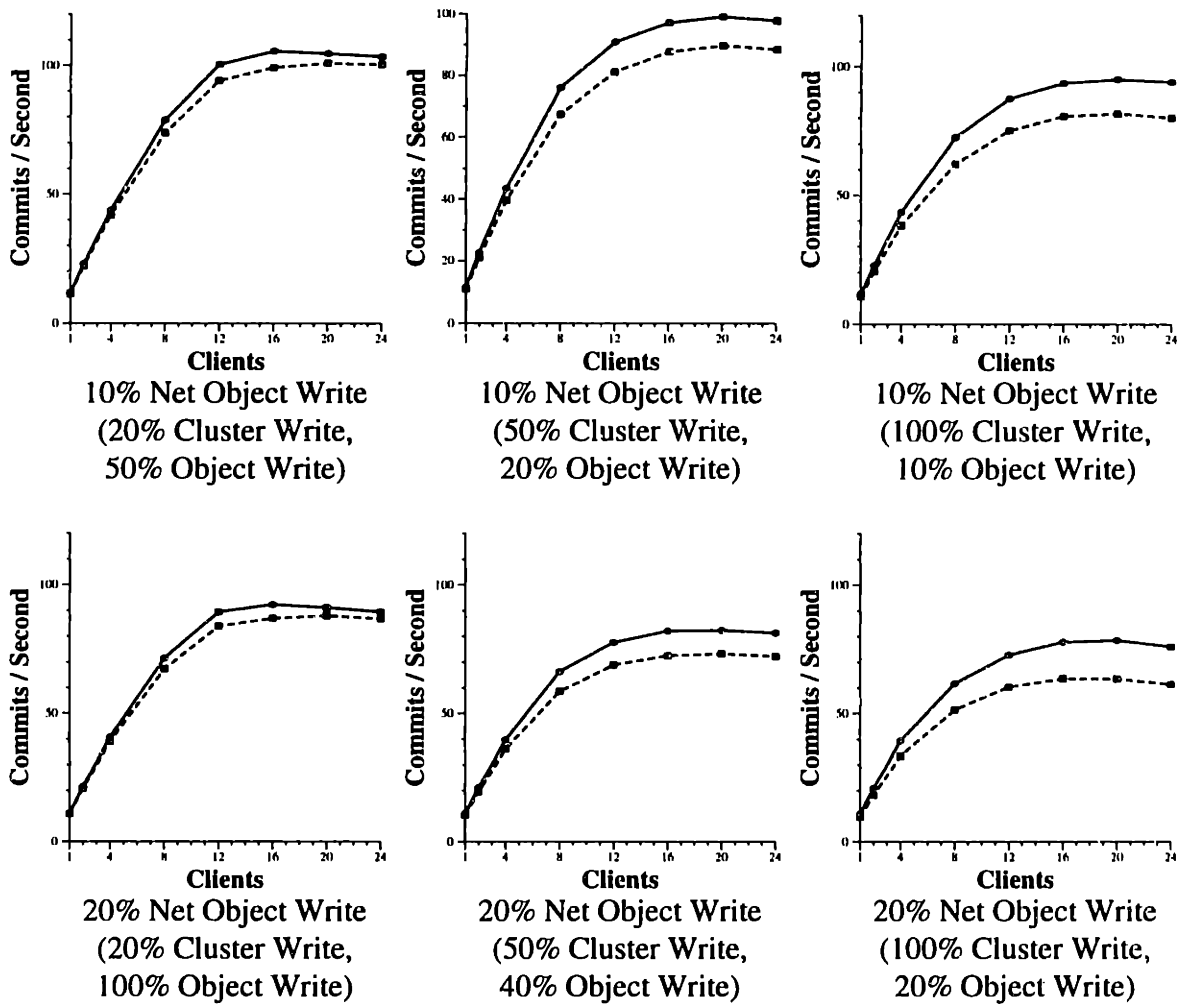 Commits / Second
100
50
0
1 4 8 12 16 20 24
Clients
10% Net Object Write
(20% Cluster Write,
50% Object Write)
Commits / Second
100
80
60
40
20
0
1 4 8 12 16 20 24
Clients
10% Net Object Write
(50% Cluster Write,
20% Object Write)
Commits / Second
100
50
0
1 4 8 12 16 20 24
Clients
10% Net Object Write
(100% Cluster Write,
10% Object Write)
Commits / Second
100
50
0
1 4 8 12 16 20 24
Clients
20% Net Object Write
(20% Cluster Write,
100% Object Write)
Commits / Second
100
50
0
1 4 8 12 16 20 24
Clients
20% Net Object Write
(50% Cluster Write,
40% Object Write)
Commits / Second
100
50
0
1 4 8 12 16 20 24
Clients
20% Net Object Write
(100% Cluster Write,
20% Object Write)